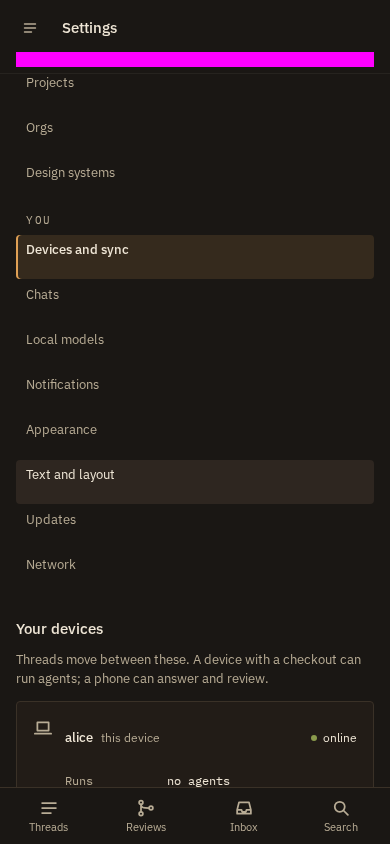 Settings
Projects
Orgs
Design systems
YOU
Devices and sync
Chats
Local models
Notifications
Appearance
Text and layout
Updates
Network
Your devices
Threads move between these. A device with a checkout can
run agents; a phone can answer and review.
alice this device online
Runs no agents
Threads Reviews Inbox Search